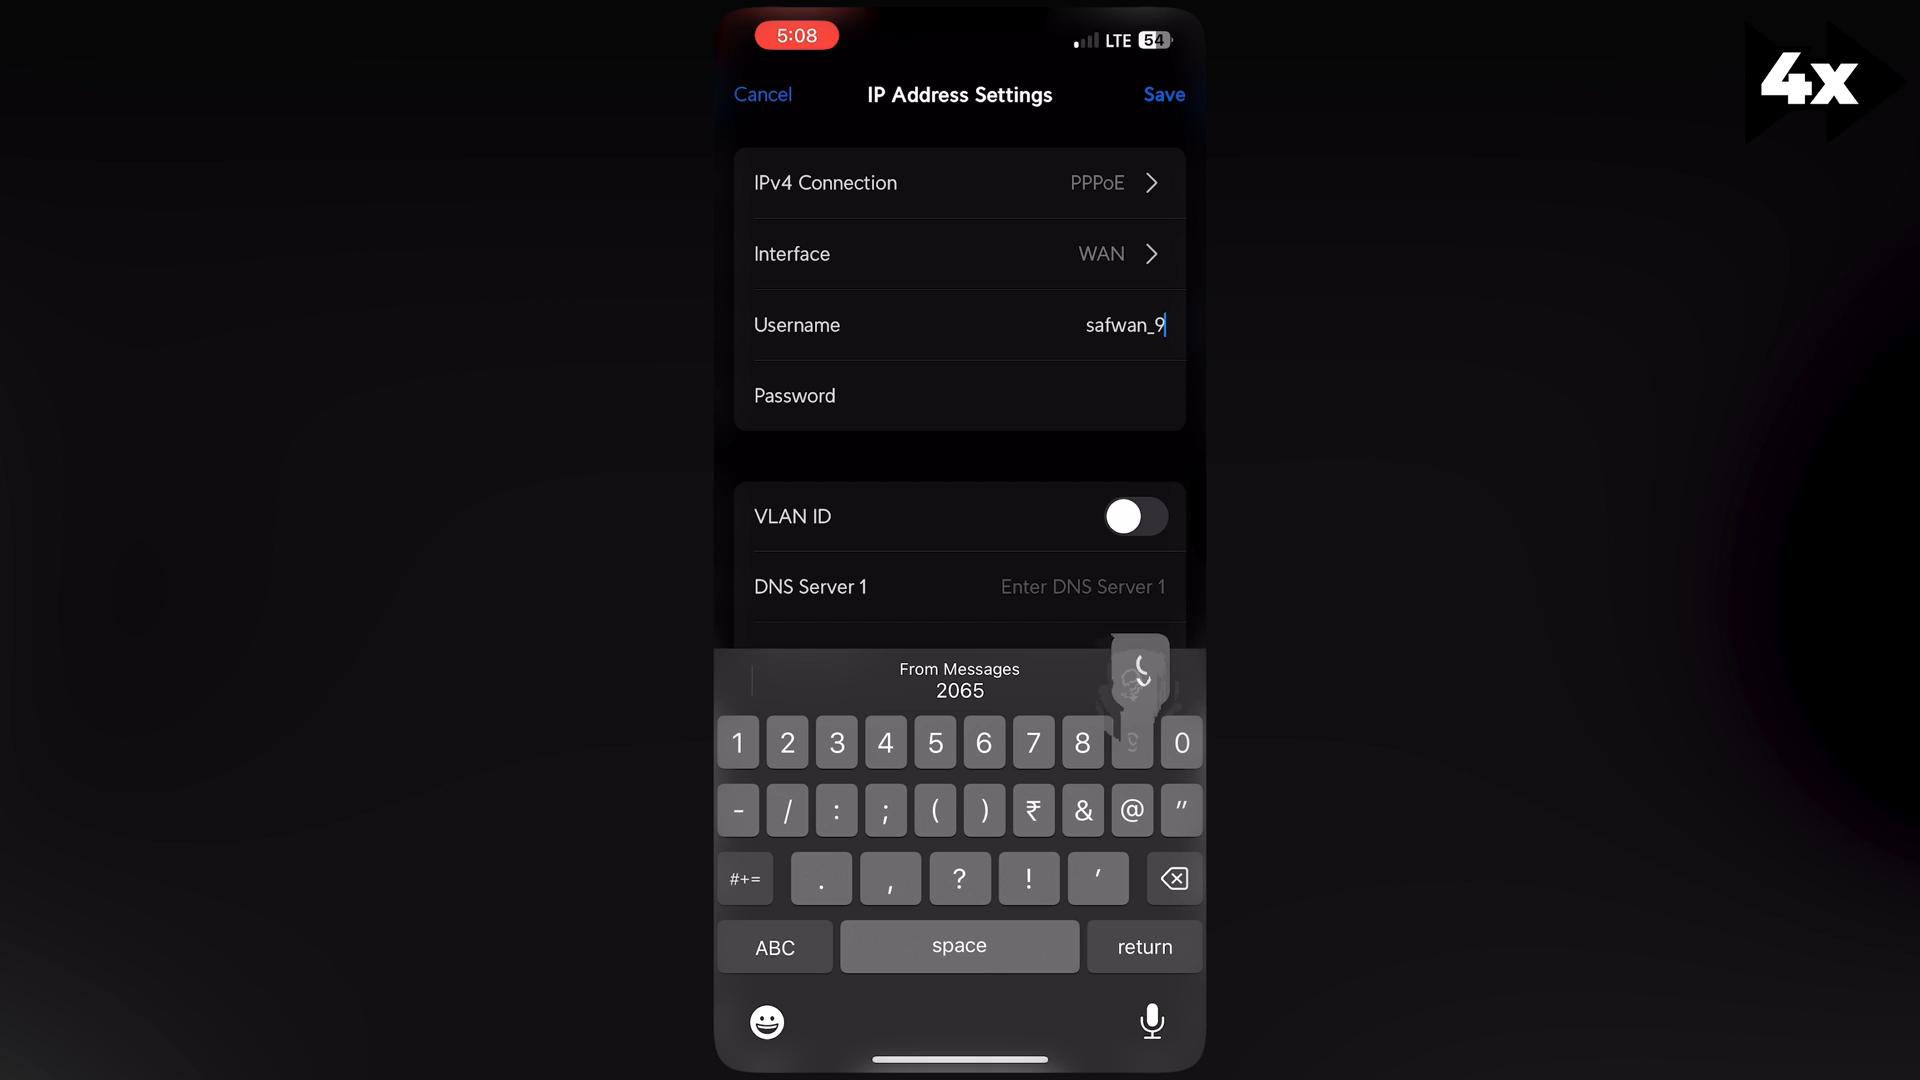 5:08 LTE 54
4x
Cancel IP Address Settings Save
IPv4 Connection PPPoE
Interface WAN
Username safwan_9
Password
VLAN ID
DNS Server 1 Enter DNS Server 1
From Messages
2065
1 2 3 4 5 6 7 8 9 0
- / : ; ( ) ₹ & @ "
#+= . , ? ! '
ABC space return